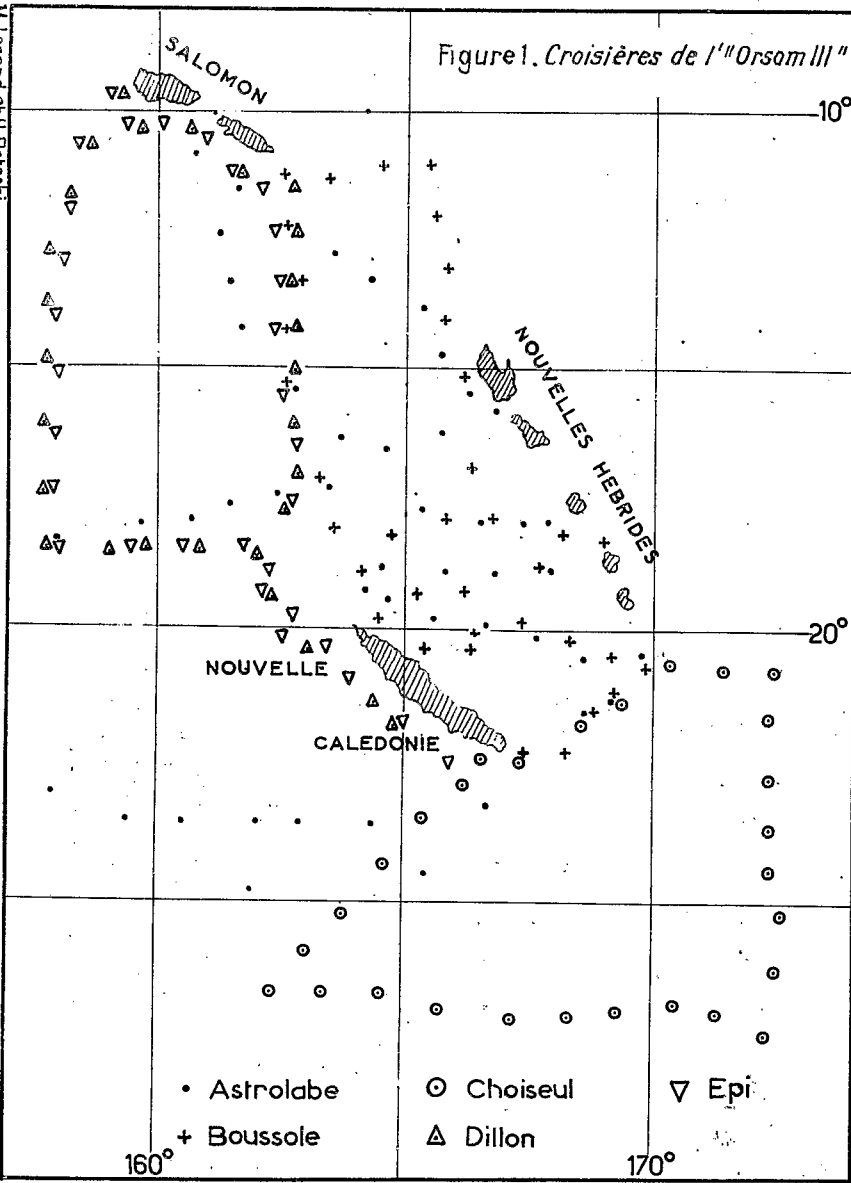 Figure 1. Croisières de l'"Orsom III"
SALOMON
-10°
NOUVELLES HEBRIDES
20°
NOUVELLE
CALEDONIE
Astrolabe
Choiseul
Epi
Boussole
Dillon
160°
170°